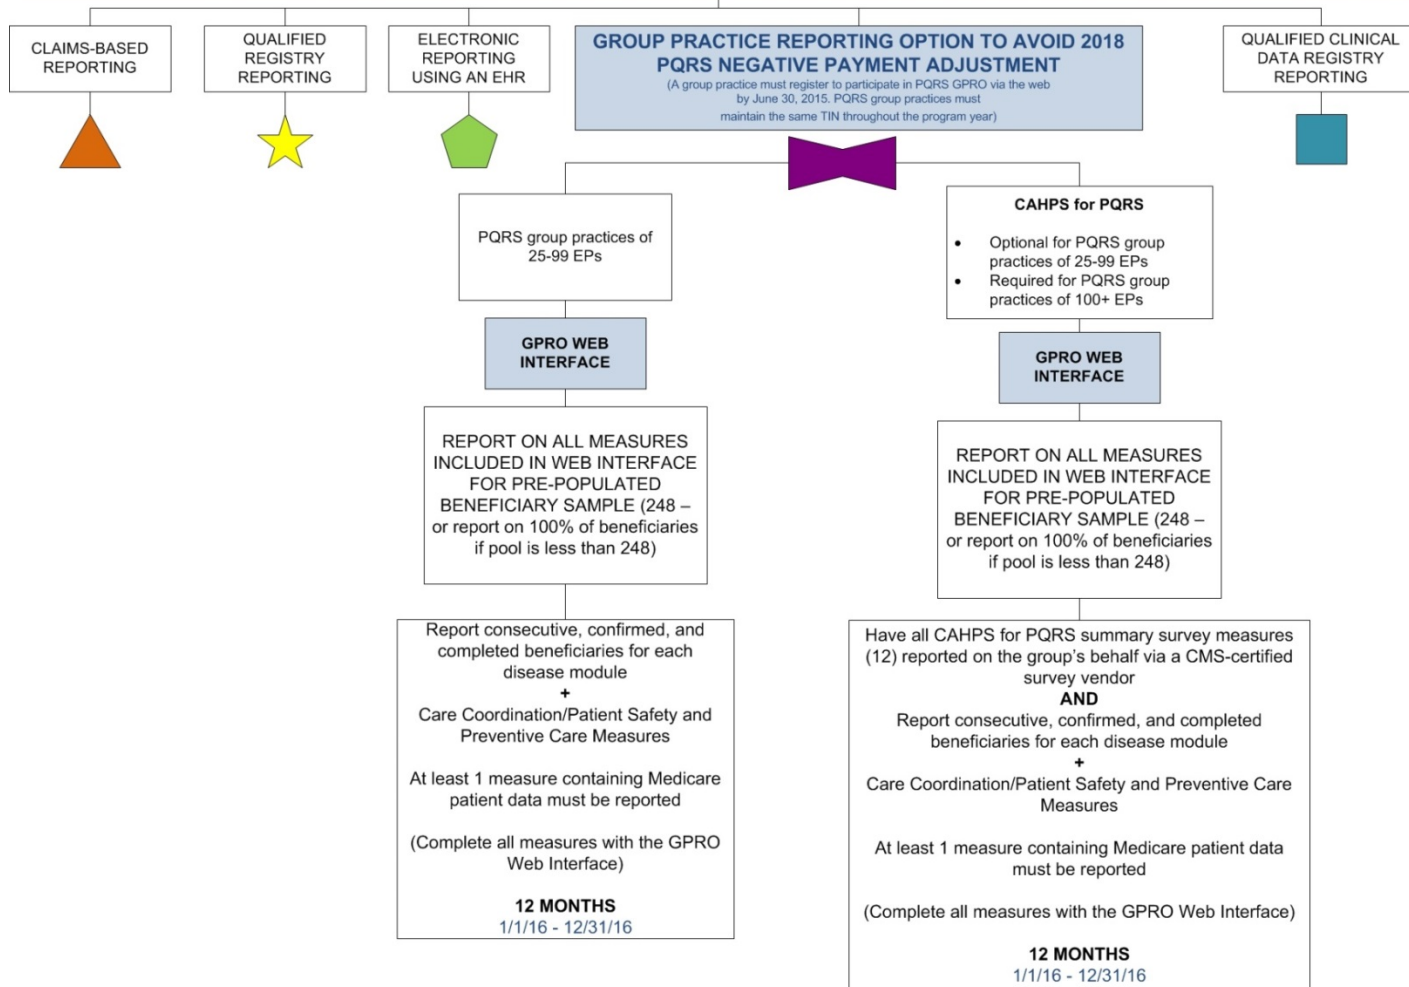 CLAIMS-BASED
REPORTING
QUALIFIED
REGISTRY
REPORTING
ELECTRONIC
REPORTING
USING AN EHR
GROUP PRACTICE REPORTING OPTION TO AVOID 2018
PQRS NEGATIVE PAYMENT ADJUSTMENT
(A group practice must register to participate in PQRS GPRO via the web
by June 30, 2015. PQRS group practices must
maintain the same TIN throughout the program year)
QUALIFIED CLINICAL
DATA REGISTRY
REPORTING
PQRS group practices of
25-99 EPs
GPRO WEB
INTERFACE
REPORT ON ALL MEASURES
INCLUDED IN WEB INTERFACE
FOR PRE-POPULATED
BENEFICIARY SAMPLE (248 –
or report on 100% of beneficiaries
if pool is less than 248)
Report consecutive, confirmed, and
completed beneficiaries for each
disease module
+
Care Coordination/Patient Safety and
Preventive Care Measures
At least 1 measure containing Medicare
patient data must be reported
(Complete all measures with the GPRO
Web Interface)
12 MONTHS
1/1/16 - 12/31/16
CAHPS for PQRS
• Optional for PQRS group
practices of 25-99 EPs
• Required for PQRS group
practices of 100+ EPs
GPRO WEB
INTERFACE
REPORT ON ALL MEASURES
INCLUDED IN WEB INTERFACE
FOR PRE-POPULATED
BENEFICIARY SAMPLE (248 –
or report on 100% of beneficiaries
if pool is less than 248)
Have all CAHPS for PQRS summary survey measures
(12) reported on the group's behalf via a CMS-certified
survey vendor
AND
Report consecutive, confirmed, and completed
beneficiaries for each disease module
+
Care Coordination/Patient Safety and Preventive Care
Measures
At least 1 measure containing Medicare patient data
must be reported
(Complete all measures with the GPRO Web Interface)
12 MONTHS
1/1/16 - 12/31/16